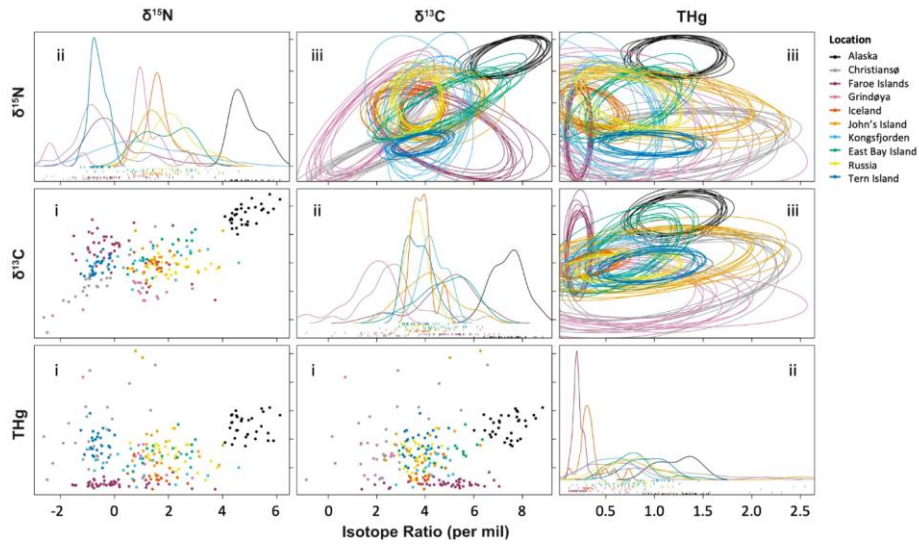 δ¹⁵N δ¹³C THg
δ¹⁵N
ii
iii
iii
Location
Alaska
Christiansø
Faroe Islands
Grindøya
Iceland
John's Island
Kongsfjorden
East Bay Island
Russia
Tern Island
δ¹³C
i
ii
iii
THg
i
i
ii
-2 0 2 4 6
0 2 4 6 8
0.5 1.0 1.5 2.0 2.5
Isotope Ratio (per mil)